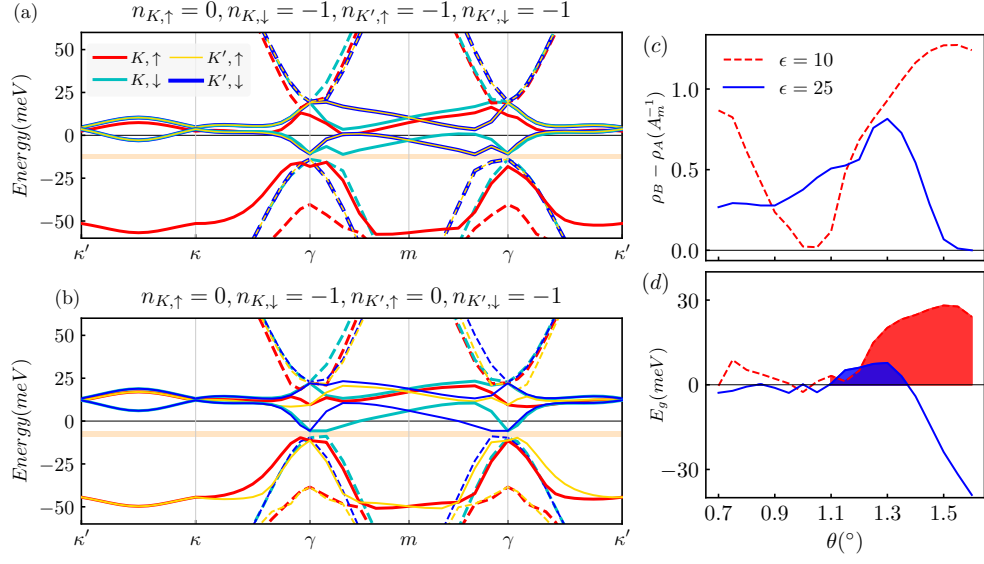 (a)
n_{K,↑} = 0, n_{K,↓} = −1, n_{K′,↑} = −1, n_{K′,↓} = −1
50
25
0
−25
−50
Energy(meV)
K, ↑
K′, ↑
K, ↓
K′, ↓
κ′
κ
γ
m
γ
κ′
(b)
n_{K,↑} = 0, n_{K,↓} = −1, n_{K′,↑} = 0, n_{K′,↓} = −1
50
25
0
−25
−50
Energy(meV)
κ′
κ
γ
m
γ
κ′
(c)
ϵ = 10
ϵ = 25
1.0
0.5
0.0
ρ_B − ρ_A (A_m^{-1})
(d)
30
0
−30
E_g(meV)
0.7
0.9
1.1
1.3
1.5
θ(°)